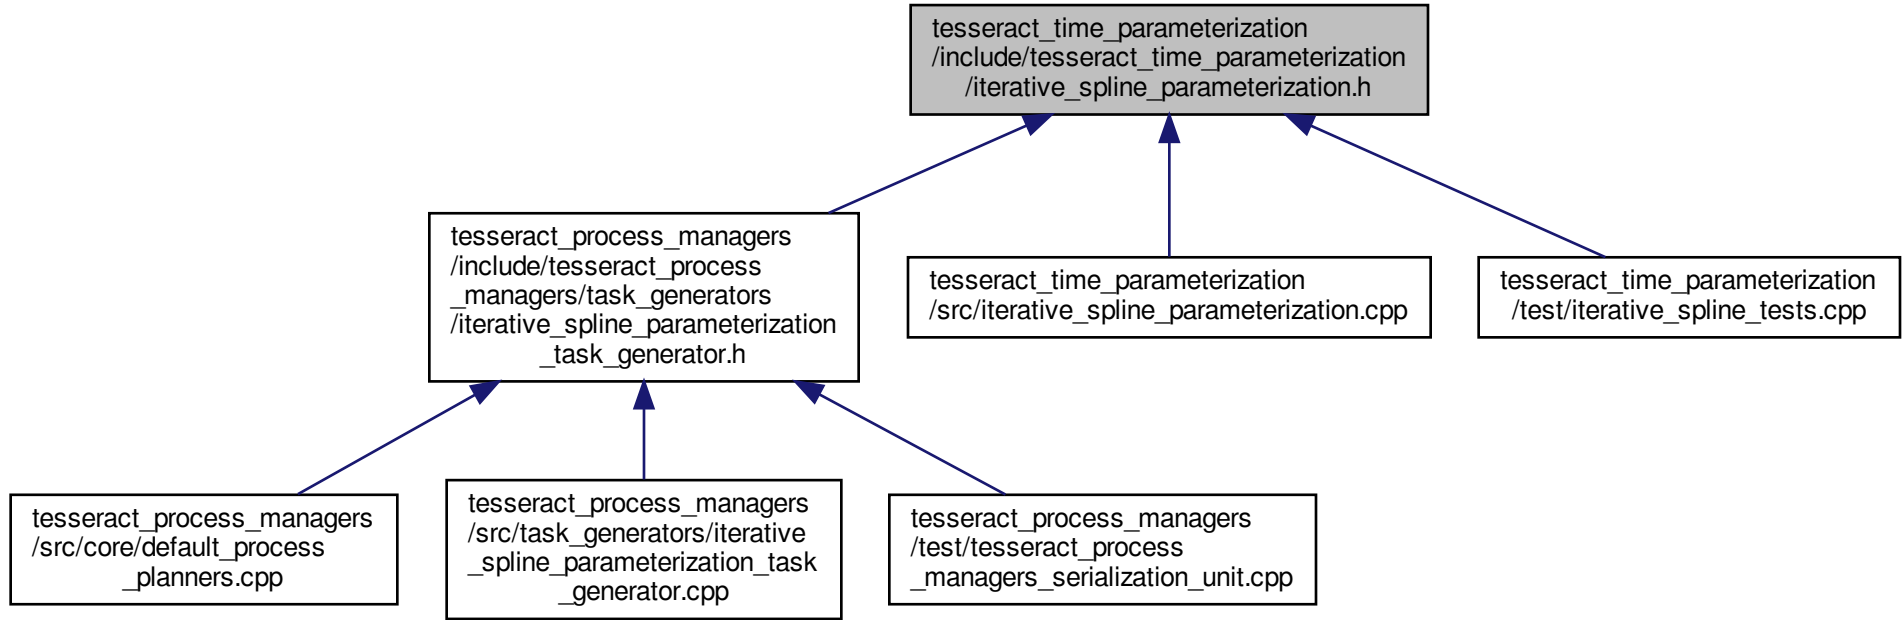 tesseract_time_parameterization
/include/tesseract_time_parameterization
/iterative_spline_parameterization.h
tesseract_process_managers
/include/tesseract_process
_managers/task_generators
/iterative_spline_parameterization
_task_generator.h
tesseract_time_parameterization
/src/iterative_spline_parameterization.cpp
tesseract_time_parameterization
/test/iterative_spline_tests.cpp
tesseract_process_managers
/src/core/default_process
_planners.cpp
tesseract_process_managers
/src/task_generators/iterative
_spline_parameterization_task
_generator.cpp
tesseract_process_managers
/test/tesseract_process
_managers_serialization_unit.cpp